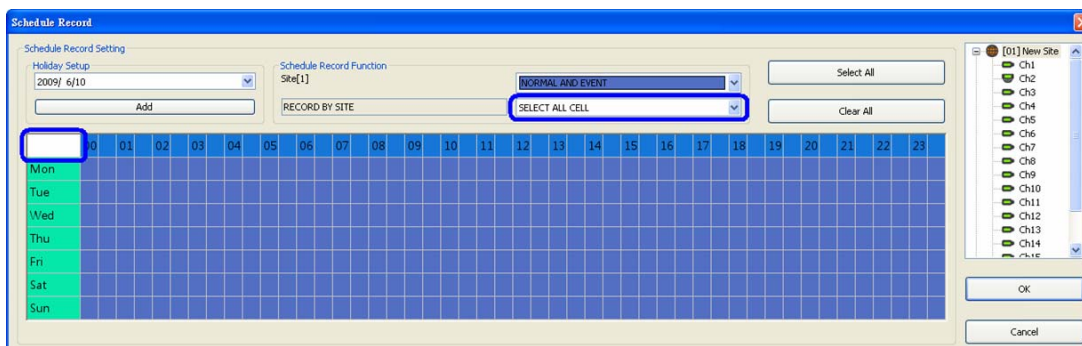 Schedule Record
Schedule Record Setting
Holiday Setup
2009/ 6/10
Add
Schedule Record Function
Site[1]
NORMAL AND EVENT
RECORD BY SITE
SELECT ALL CELL
Select All
Clear All
00 01 02 03 04 05 06 07 08 09 10 11 12 13 14 15 16 17 18 19 20 21 22 23
Mon
Tue
Wed
Thu
Fri
Sat
Sun
[01] New Site
Ch1
Ch2
Ch3
Ch4
Ch5
Ch6
Ch7
Ch8
Ch9
Ch10
Ch11
Ch12
Ch13
Ch14
Ch15
OK
Cancel